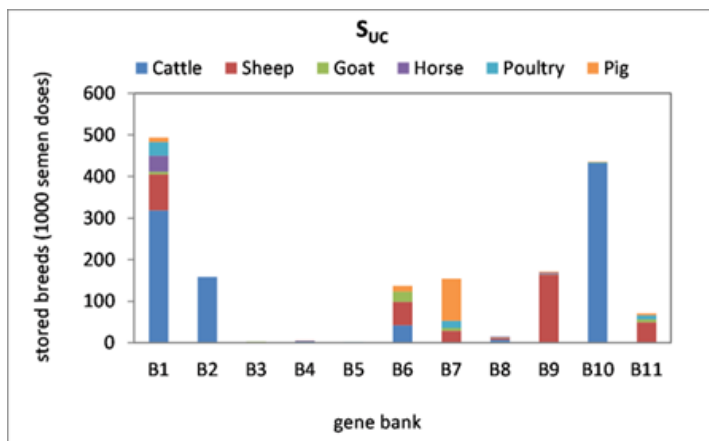 SUC
Cattle Sheep Goat Horse Poultry Pig
stored breeds (1000 semen doses)
600
500
400
300
200
100
0
B1 B2 B3 B4 B5 B6 B7 B8 B9 B10 B11
gene bank